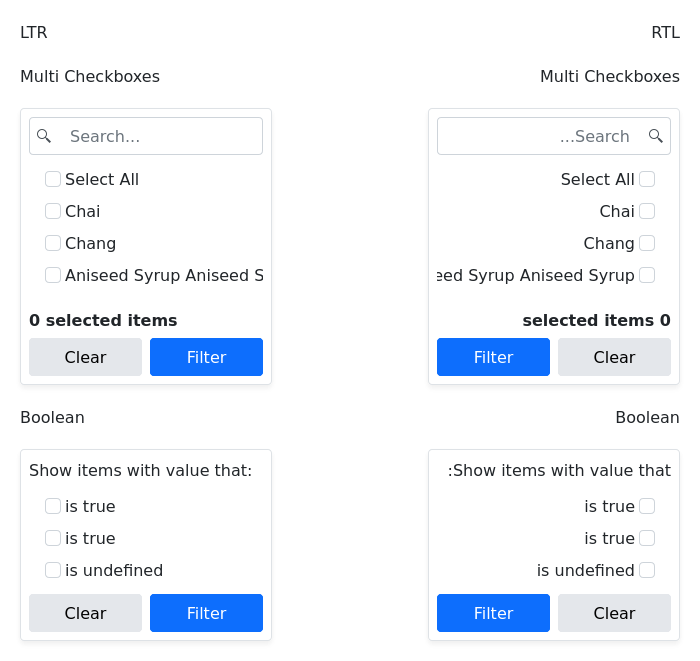 LTR
RTL
Multi Checkboxes
Multi Checkboxes
Search...
Select All
Chai
Chang
Aniseed Syrup Aniseed S
0 selected items
Clear
Filter
...Search
Select All
Chai
Chang
eed Syrup Aniseed Syrup
selected items 0
Filter
Clear
Boolean
Boolean
Show items with value that:
is true
is true
is undefined
Clear
Filter
:Show items with value that
is true
is true
is undefined
Filter
Clear